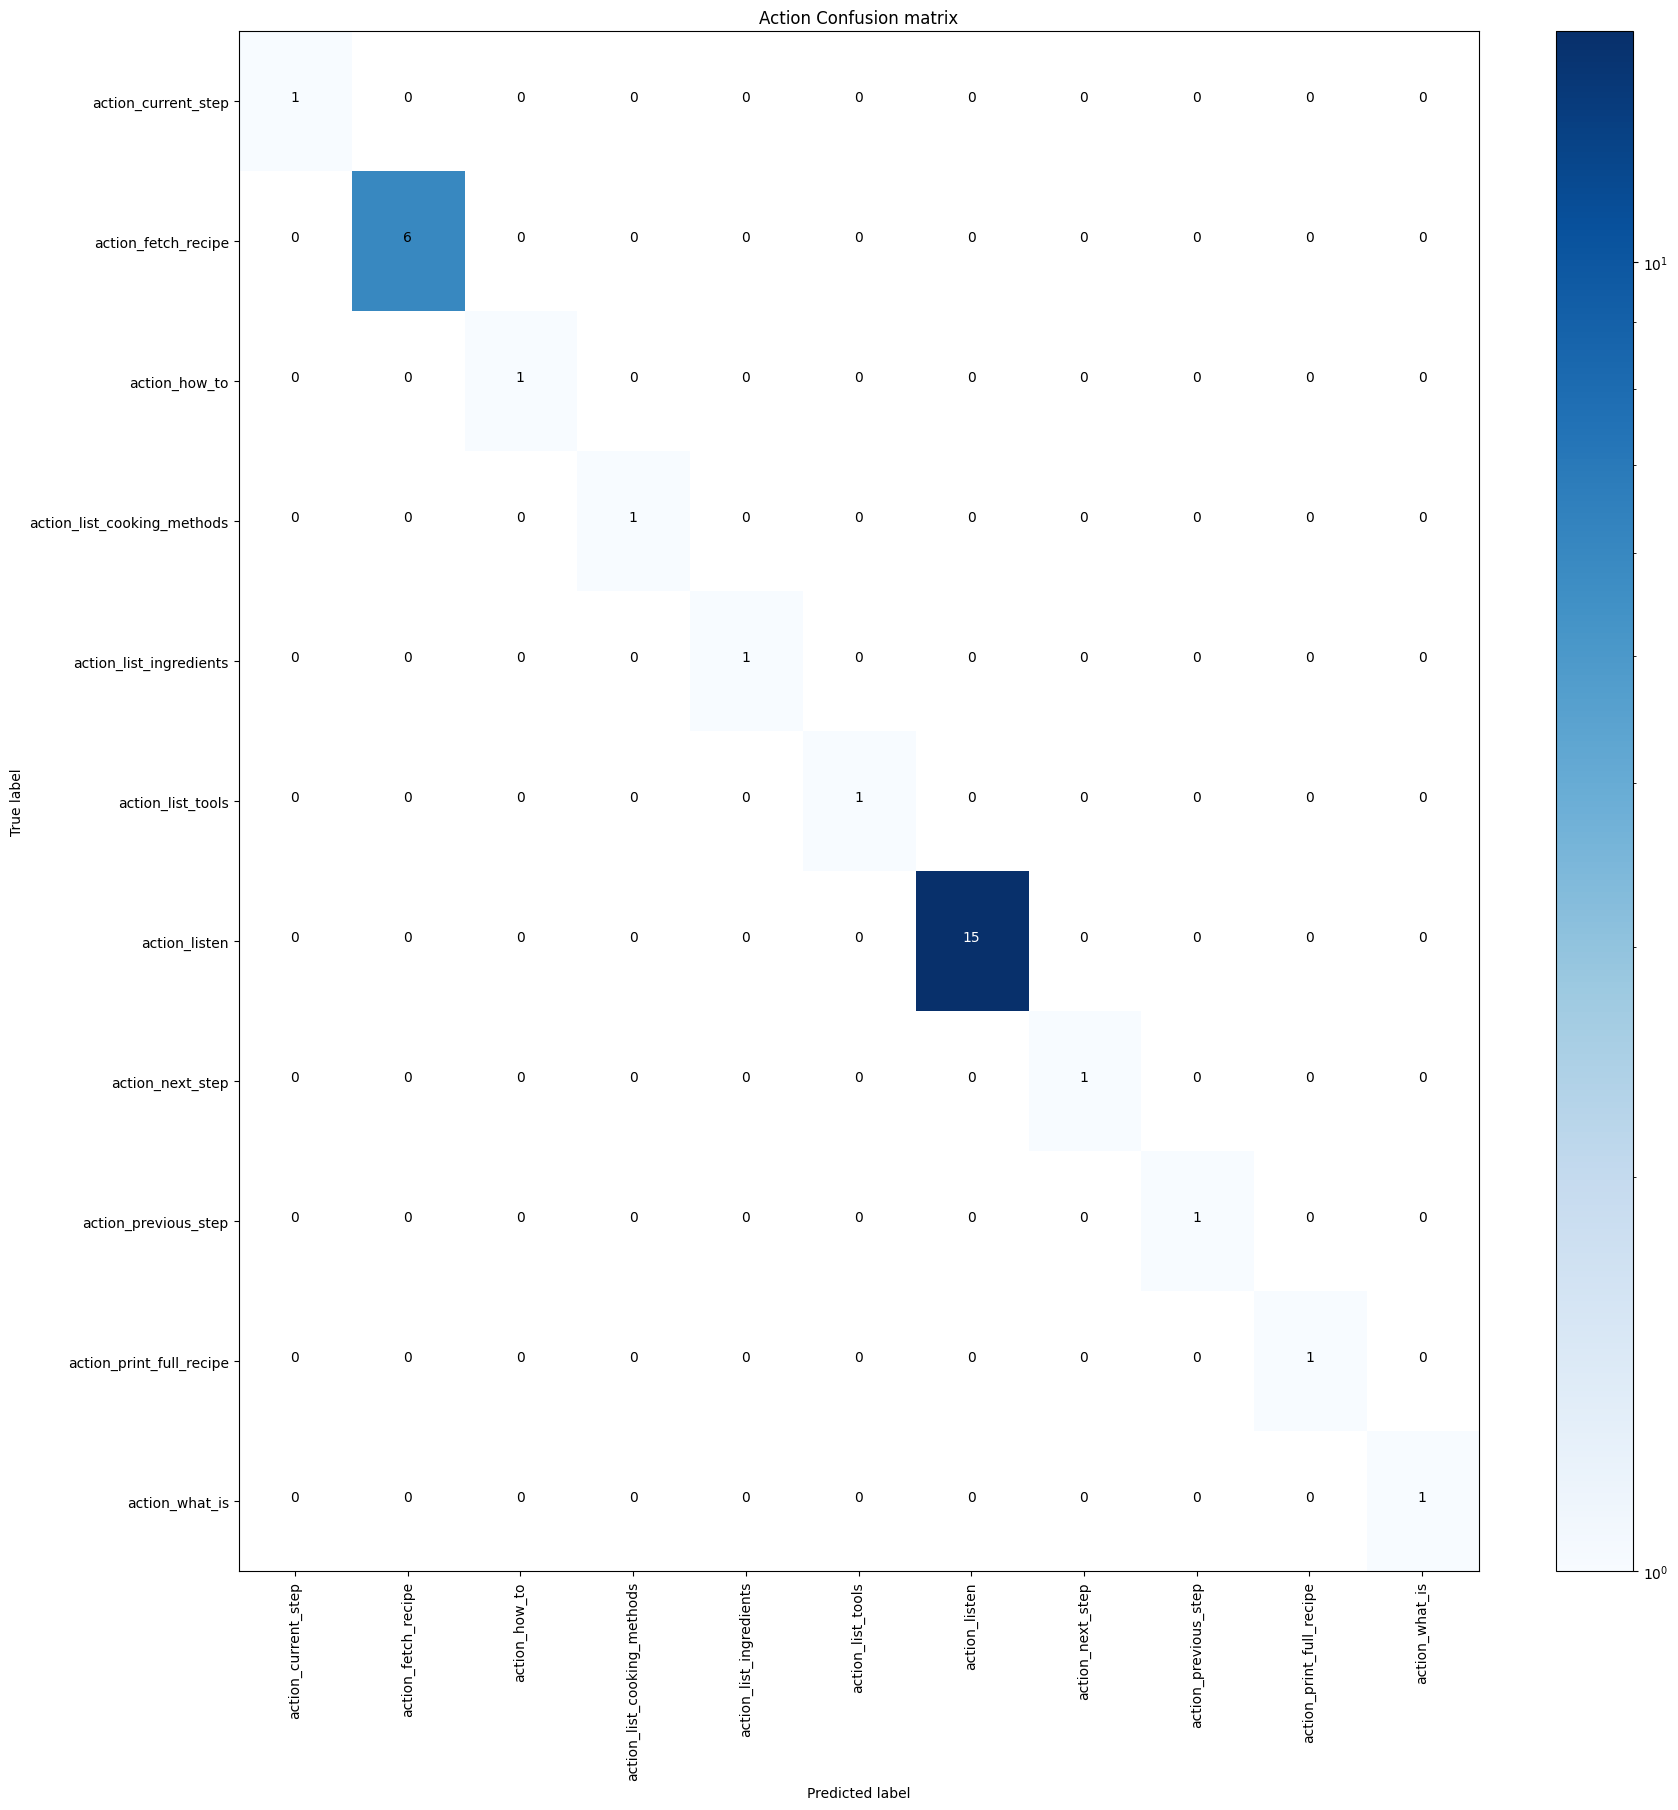 Action Confusion matrix
action_current_step 1 0 0 0 0 0 0 0 0 0 0
action_fetch_recipe 0 6 0 0 0 0 0 0 0 0 0
action_how_to 0 0 1 0 0 0 0 0 0 0 0
action_list_cooking_methods 0 0 0 1 0 0 0 0 0 0 0
action_list_ingredients 0 0 0 0 1 0 0 0 0 0 0
action_list_tools 0 0 0 0 0 1 0 0 0 0 0
action_listen 0 0 0 0 0 0 15 0 0 0 0
action_next_step 0 0 0 0 0 0 0 1 0 0 0
action_previous_step 0 0 0 0 0 0 0 0 1 0 0
action_print_full_recipe 0 0 0 0 0 0 0 0 0 1 0
action_what_is 0 0 0 0 0 0 0 0 0 0 1
True label
action_current_step
action_fetch_recipe
action_how_to
action_list_cooking_methods
action_list_ingredients
action_list_tools
action_listen
action_next_step
action_previous_step
action_print_full_recipe
action_what_is
Predicted label
10¹
10⁰